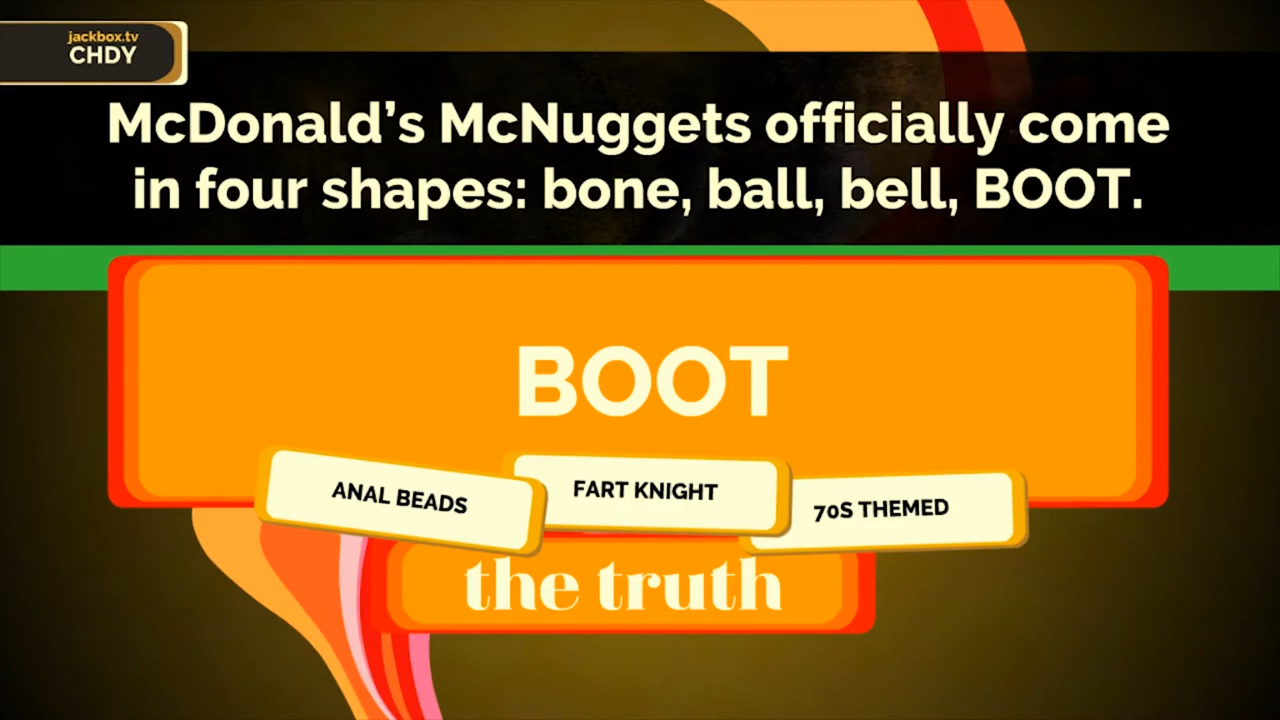 jackbox.tv
CHDY
McDonald's McNuggets officially come
in four shapes: bone, ball, bell, BOOT.
BOOT
ANAL BEADS
FART KNIGHT
70S THEMED
the truth